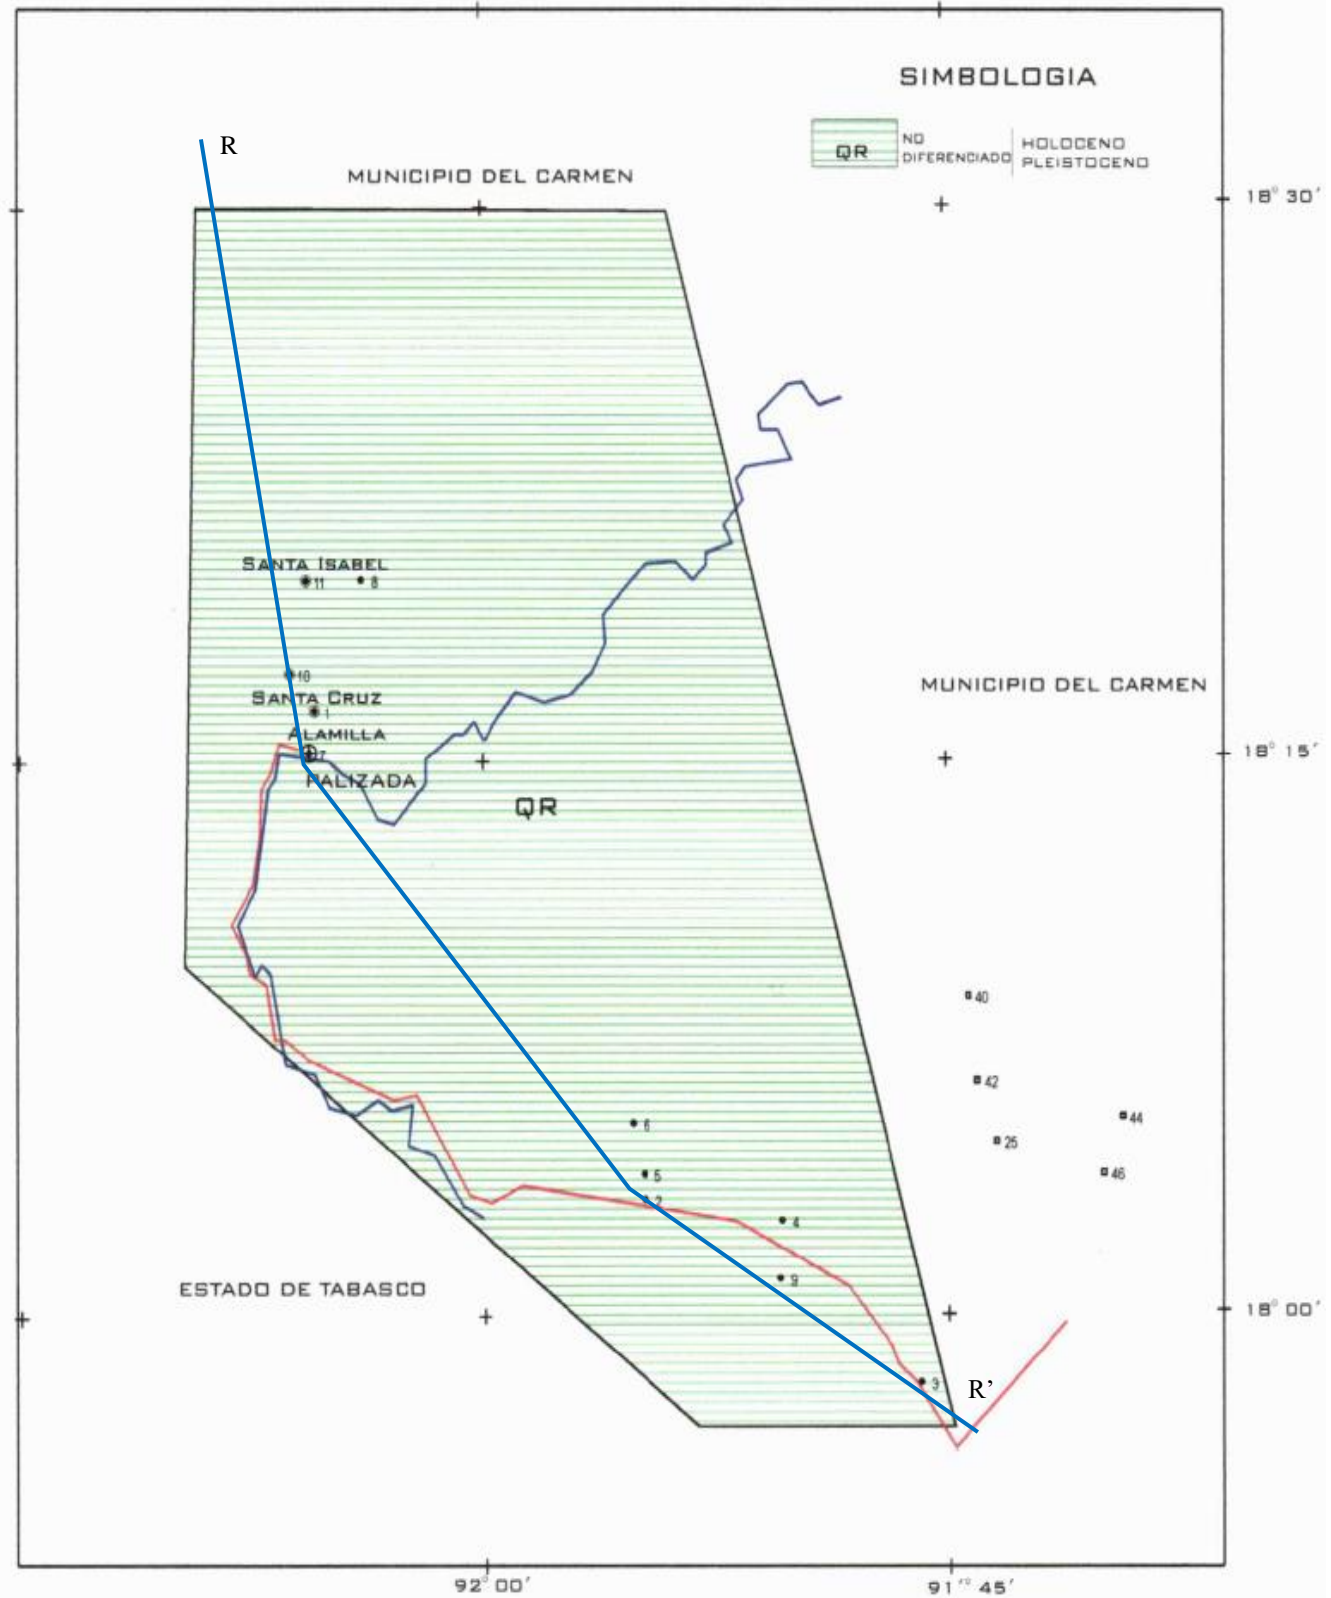 SIMBOLOGIA
QR
NO DIFERENCIADO
HOLOCENO
PLEISTOCENO
R
MUNICIPIO DEL CARMEN
18° 30'
SANTA ISABEL
11
8
10
SANTA CRUZ
1
ALAMILLA
7
PALIZADA
QR
MUNICIPIO DEL CARMEN
18° 15'
40
42
44
25
46
6
5
2
4
9
ESTADO DE TABASCO
18° 00'
3
R’
92° 00'
91° 45'